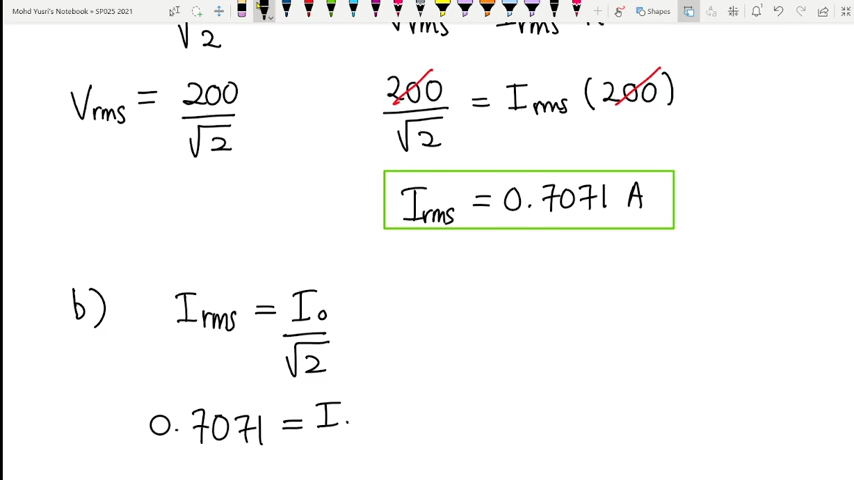 Mohd Yusri's Notebook » SP025 2021
Shapes
√2
Vrms = 200/√2
200/√2 = Irms (200)
Irms = 0.7071 A
b) Irms = I₀/√2
0.7071 = I.